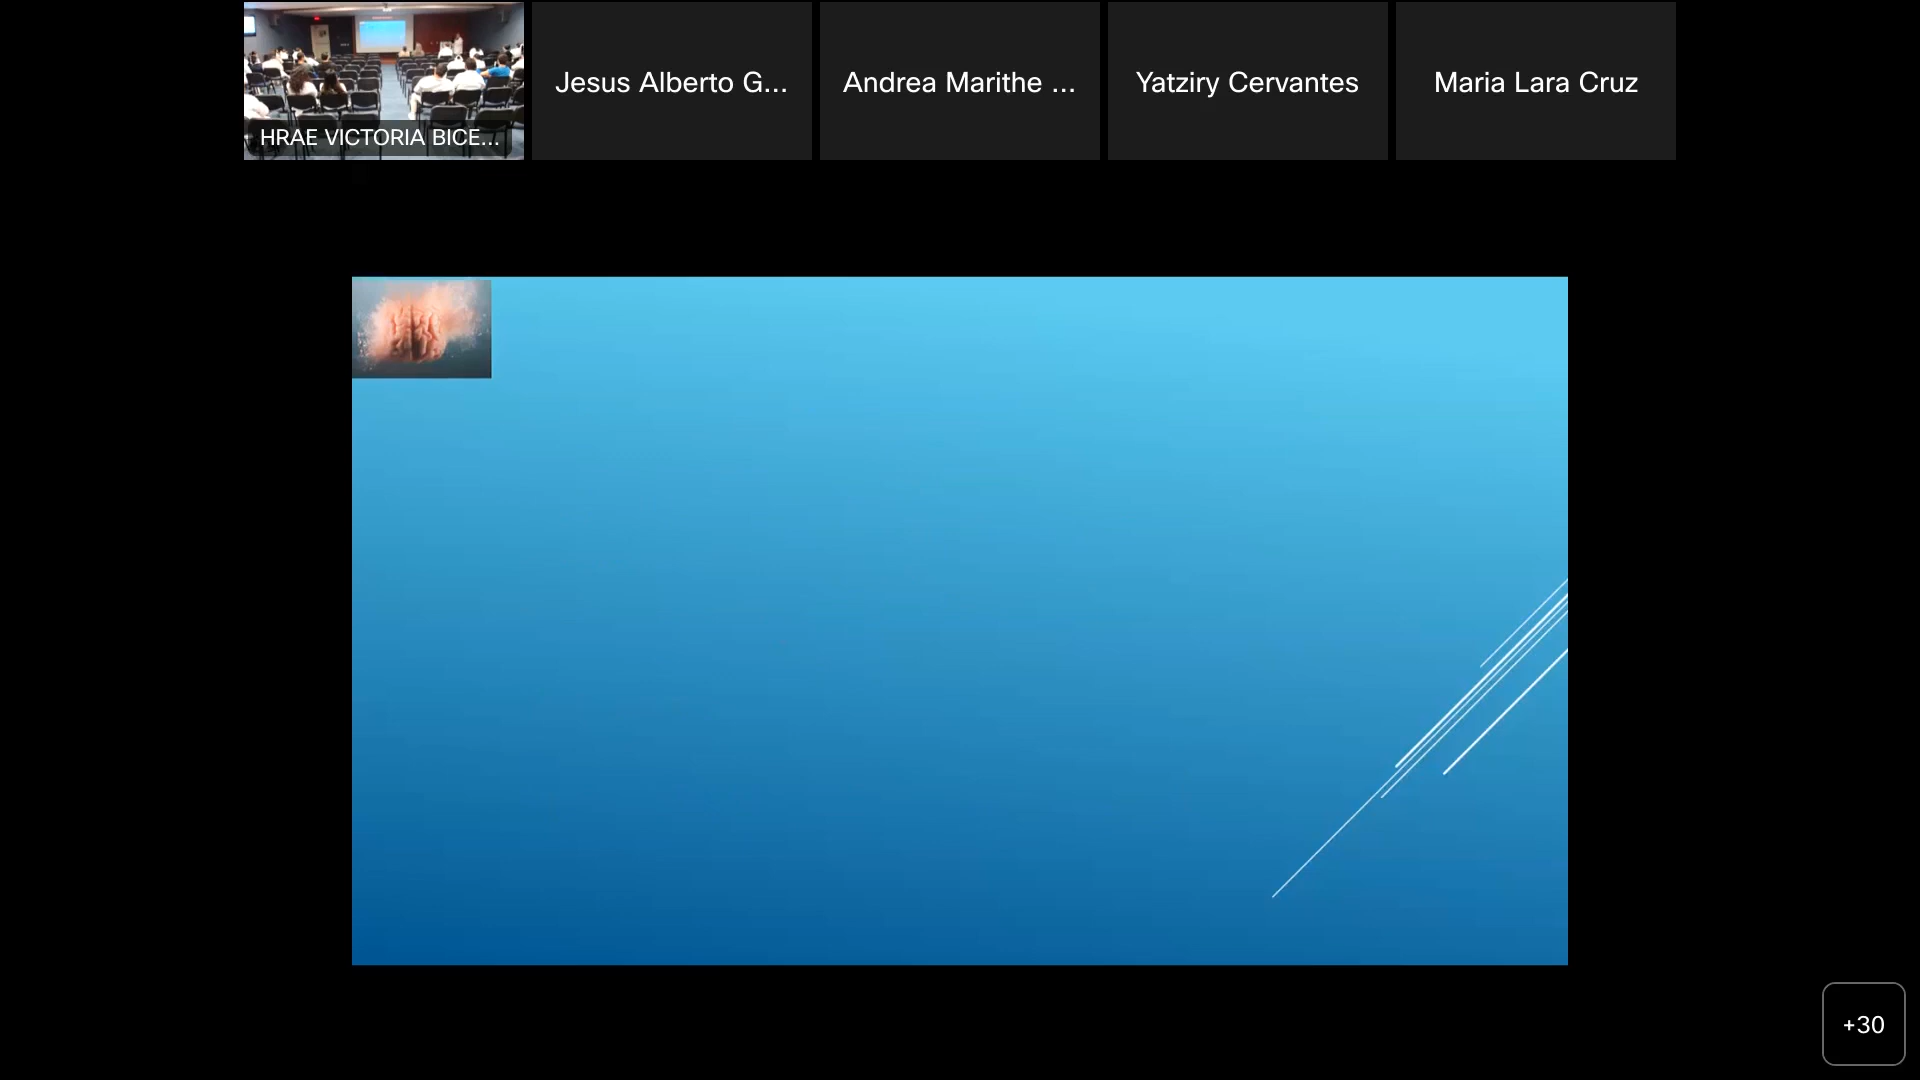 HRAE VICTORIA BICE...
Jesus Alberto G...
Andrea Marithe ...
Yatziry Cervantes
Maria Lara Cruz
+30